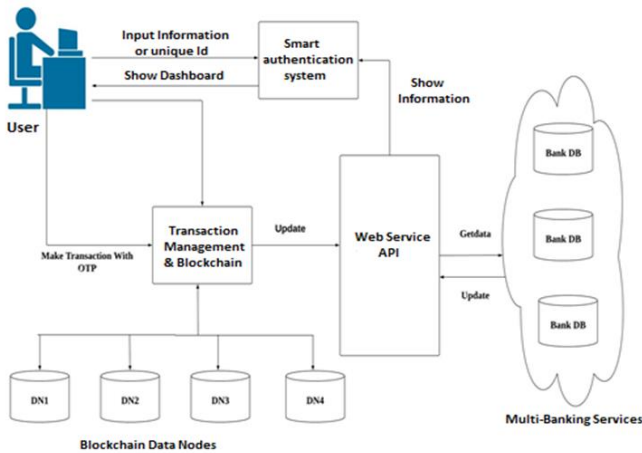 Input Information
or unique Id
Show Dashboard
User
Smart
authentication
system
Show
Information
Bank DB
Bank DB
Bank DB
Transaction
Management
& Blockchain
Update
Make Transaction With
OTP
Web Service
API
Getdata
Update
DN1
DN2
DN3
DN4
Blockchain Data Nodes
Multi-Banking Services